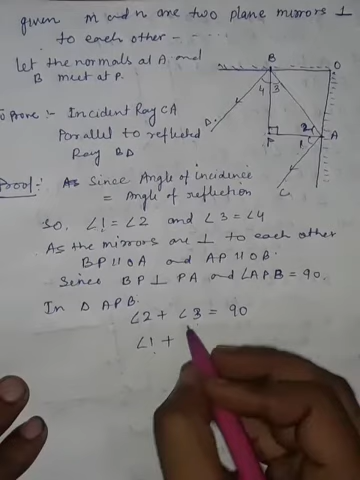 given m and n are two plane mirrors ⊥
to each other - - - - -
Let the normals at A and
B meet at P.
To Prove :- Incident Ray CA
Parallel to reflected
Ray BD
Proof:- As Since Angle of incidence
= Angle of reflection
So, ∠1 = ∠2 and ∠3 = ∠4
As the mirrors are ⊥ to each other
BP || OA and AP || OB.
Since BP ⊥ PA and ∠APB = 90.
In Δ APB.
∠2 + ∠3 = 90
∠1 +
B
O
4
3
D
2
P
A
1
C